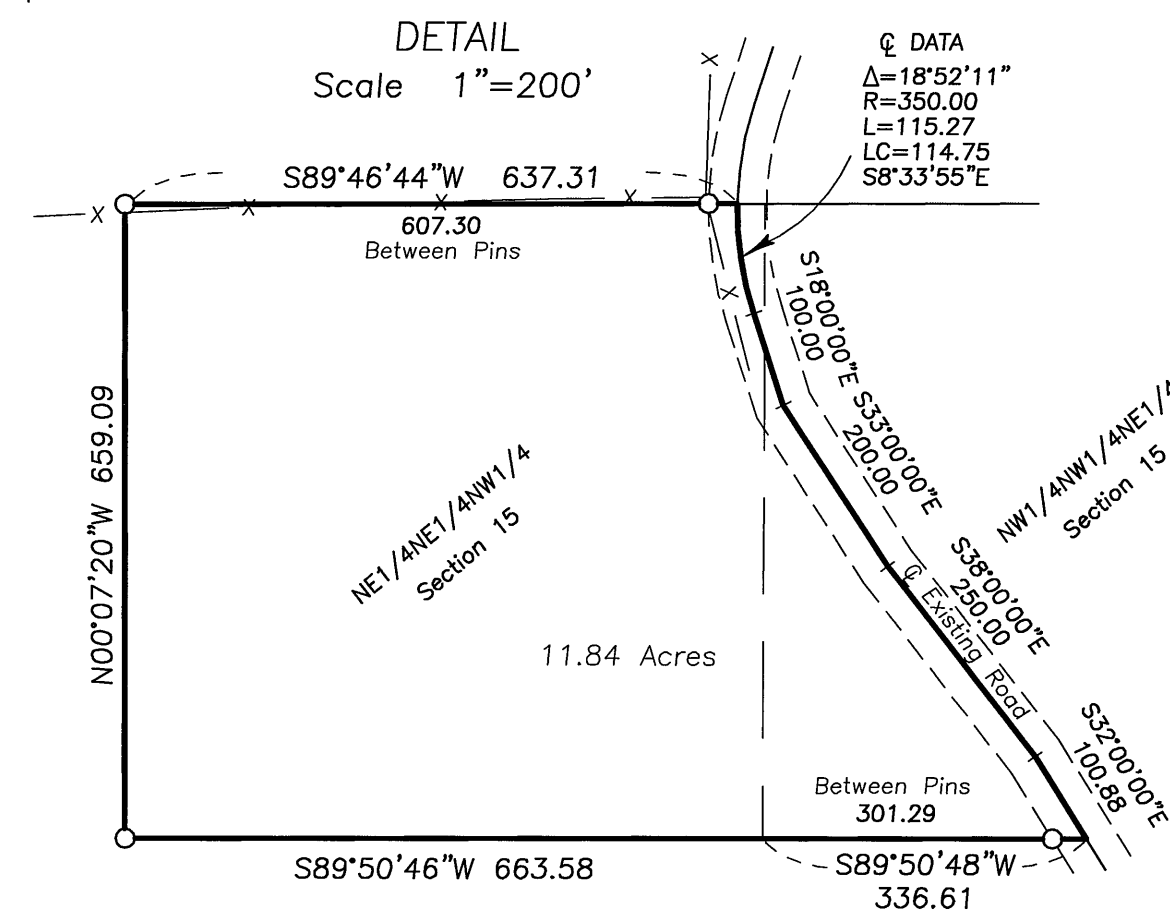 DETAIL
Scale 1"=200'
℄ DATA
Δ=18°52'11"
R=350.00
L=115.27
LC=114.75
S8°33'55"E
S89°46'44"W 637.31
607.30
Between Pins
S18°00'00"E
100.00
S33°00'00"E
200.00
N00°07'20"W 659.09
NE1/4NE1/4NW1/4
Section 15
NW1/4NW1/4NE1/
Section 15
S38°00'00"E
250.00
℄ Existing Road
11.84 Acres
S32°00'00"E
100.88
Between Pins
301.29
S89°50'46"W 663.58
S89°50'48"W
336.61